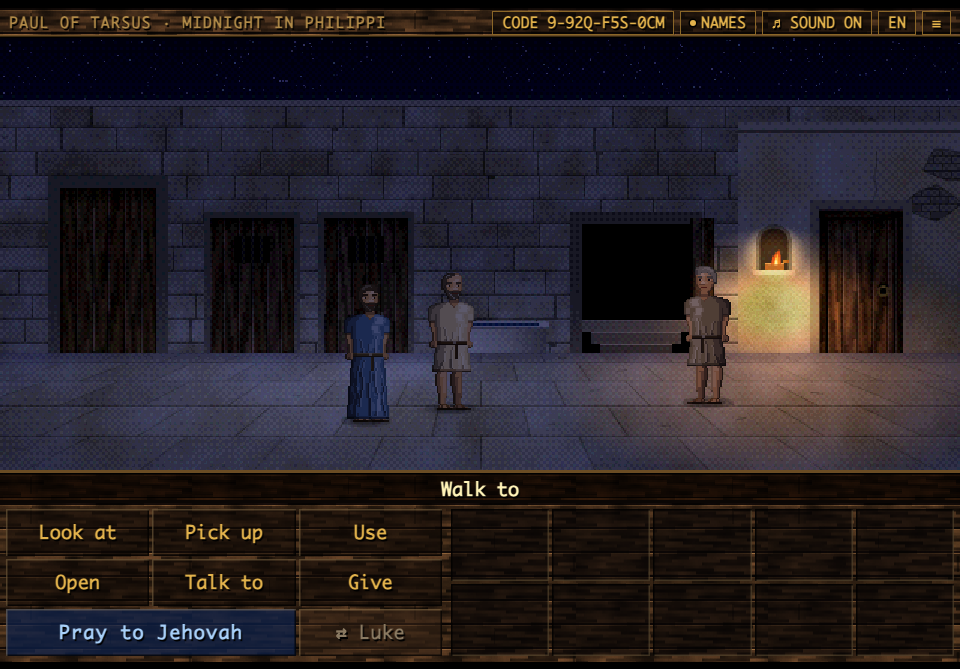 PAUL OF TARSUS · MIDNIGHT IN PHILIPPI
CODE 9-92Q-F5S-0CM
• NAMES
♬ SOUND ON
EN
≡
Walk to
Look at
Pick up
Use
Open
Talk to
Give
Pray to Jehovah
⇄ Luke